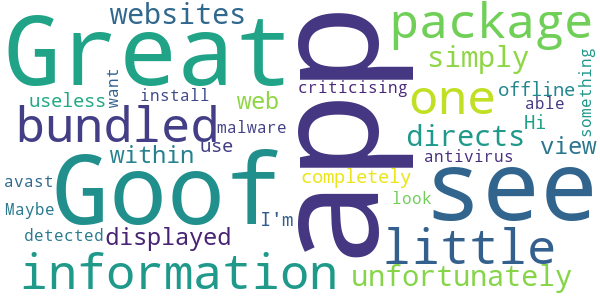 Great
websites
app
package
criticising
simply
something
useless
want
install
web
one
offline
able
bundled
malware
use
directs
Hi
view
within
antivirus
Goof
see
avast
completely
Maybe
I'm
look
detected
displayed
little
information
unfortunately